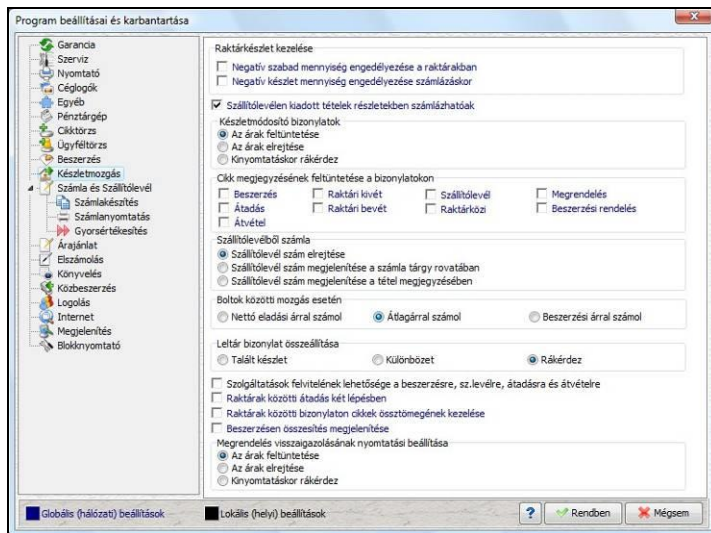 Program beállításai és karbantartása
Garancia
Szerviz
Nyomtató
Céglogók
Egyéb
Pénztárgép
Cikktörzs
Ügyféltörzs
Beszerzés
Készletmozgás
Számla és Szállítólevél
Számlakészítés
Számlanyomtatás
Gyorsértékesítés
Árajánlat
Elszámolás
Könyvelés
Közbeszerzés
Logolás
Internet
Megjelenítés
Blokknyomtató
Raktárkészlet kezelése
Negatív szabad mennyiség engedélyezése a raktárakban
Negatív készlet mennyiség engedélyezése számlázáskor
Szállítólevélen kiadott tételek részletekben számlázhatóak
Készletmódosító bizonylatok
Az árak feltüntetése
Az árak elrejtése
Kinyomtatáskor rákérdez
Cikk megjegyzésének feltüntetése a bizonylatokon
Beszerzés Raktári kivét Szállítólevél Megrendelés
Átadás Raktári bevét Raktárközi Beszerzési rendelés
Átvétel
Szállítólevélből számla
Szállítólevél szám elrejtése
Szállítólevél szám megjelenítése a számla tárgy rovatában
Szállítólevél szám megjelenítése a tétel megjegyzésében
Boltok közötti mozgás esetén
Nettó eladási árral számol Átlagárral számol Beszerzési árral számol
Leltár bizonylat összeállítása
Talált készlet Különbözet Rákérdez
Szolgáltatások felvitelének lehetősége a beszerzésre, sz.levélre, átadásra és átvételre
Raktárak közötti átadás két lépésben
Raktárak közötti bizonylaton cikkek össztömegének kezelése
Beszerzésen összesítés megjelenítése
Megrendelés visszaigazolásának nyomtatási beállítása
Az árak feltüntetése
Az árak elrejtése
Kinyomtatáskor rákérdez
Globális (hálózati) beállítások Lokális (helyi) beállítások ? Rendben Mégsem